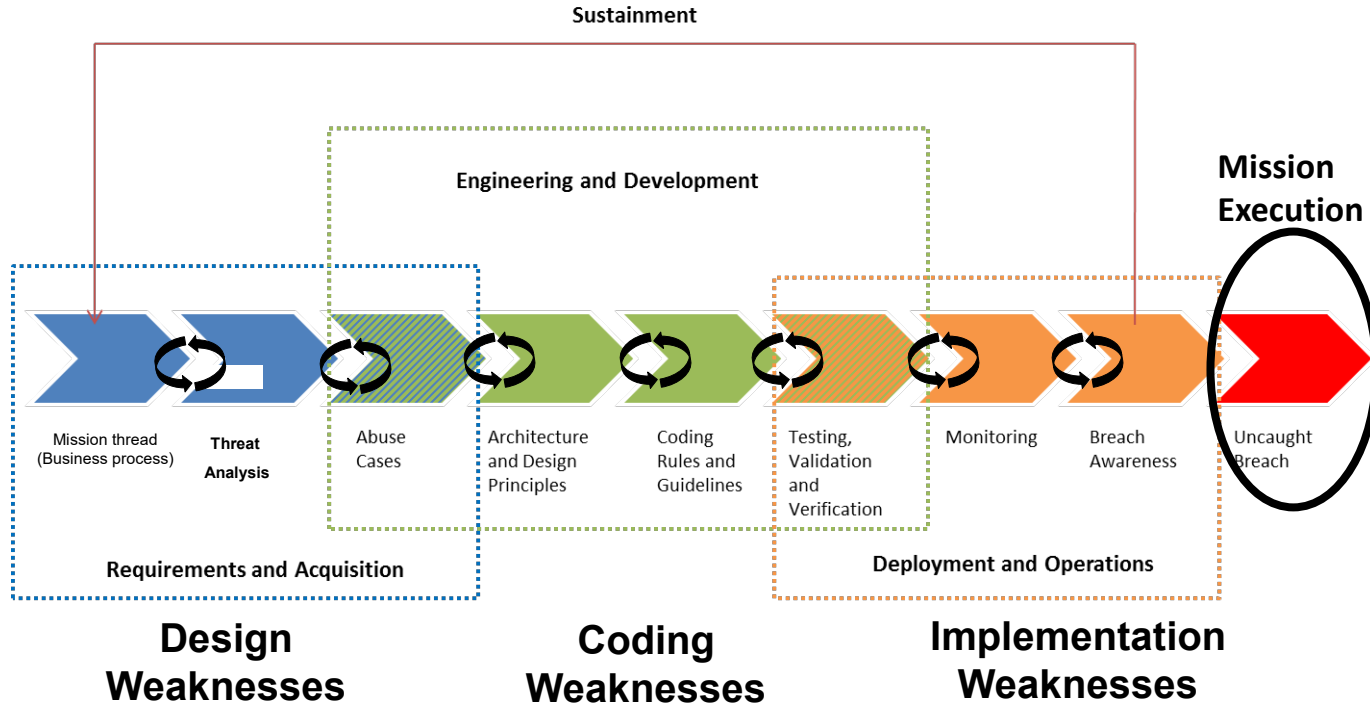 Sustainment
Engineering and Development
Mission
Execution
Mission thread
(Business process)
Threat
Analysis
Abuse
Cases
Architecture
and Design
Principles
Coding
Rules and
Guidelines
Testing,
Validation
and
Verification
Monitoring
Breach
Awareness
Uncaught
Breach
Requirements and Acquisition
Deployment and Operations
Design
Weaknesses
Coding
Weaknesses
Implementation
Weaknesses